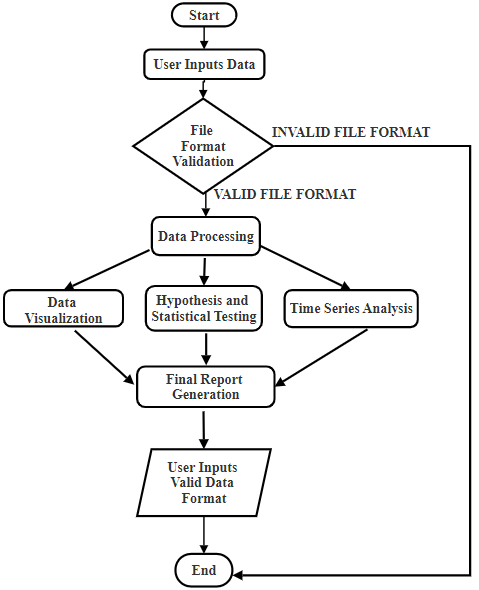 Start
User Inputs Data
File
Format
Validation
INVALID FILE FORMAT
VALID FILE FORMAT
Data Processing
Data
Visualization
Hypothesis and
Statistical Testing
Time Series Analysis
Final Report
Generation
User Inputs
Valid Data
Format
End